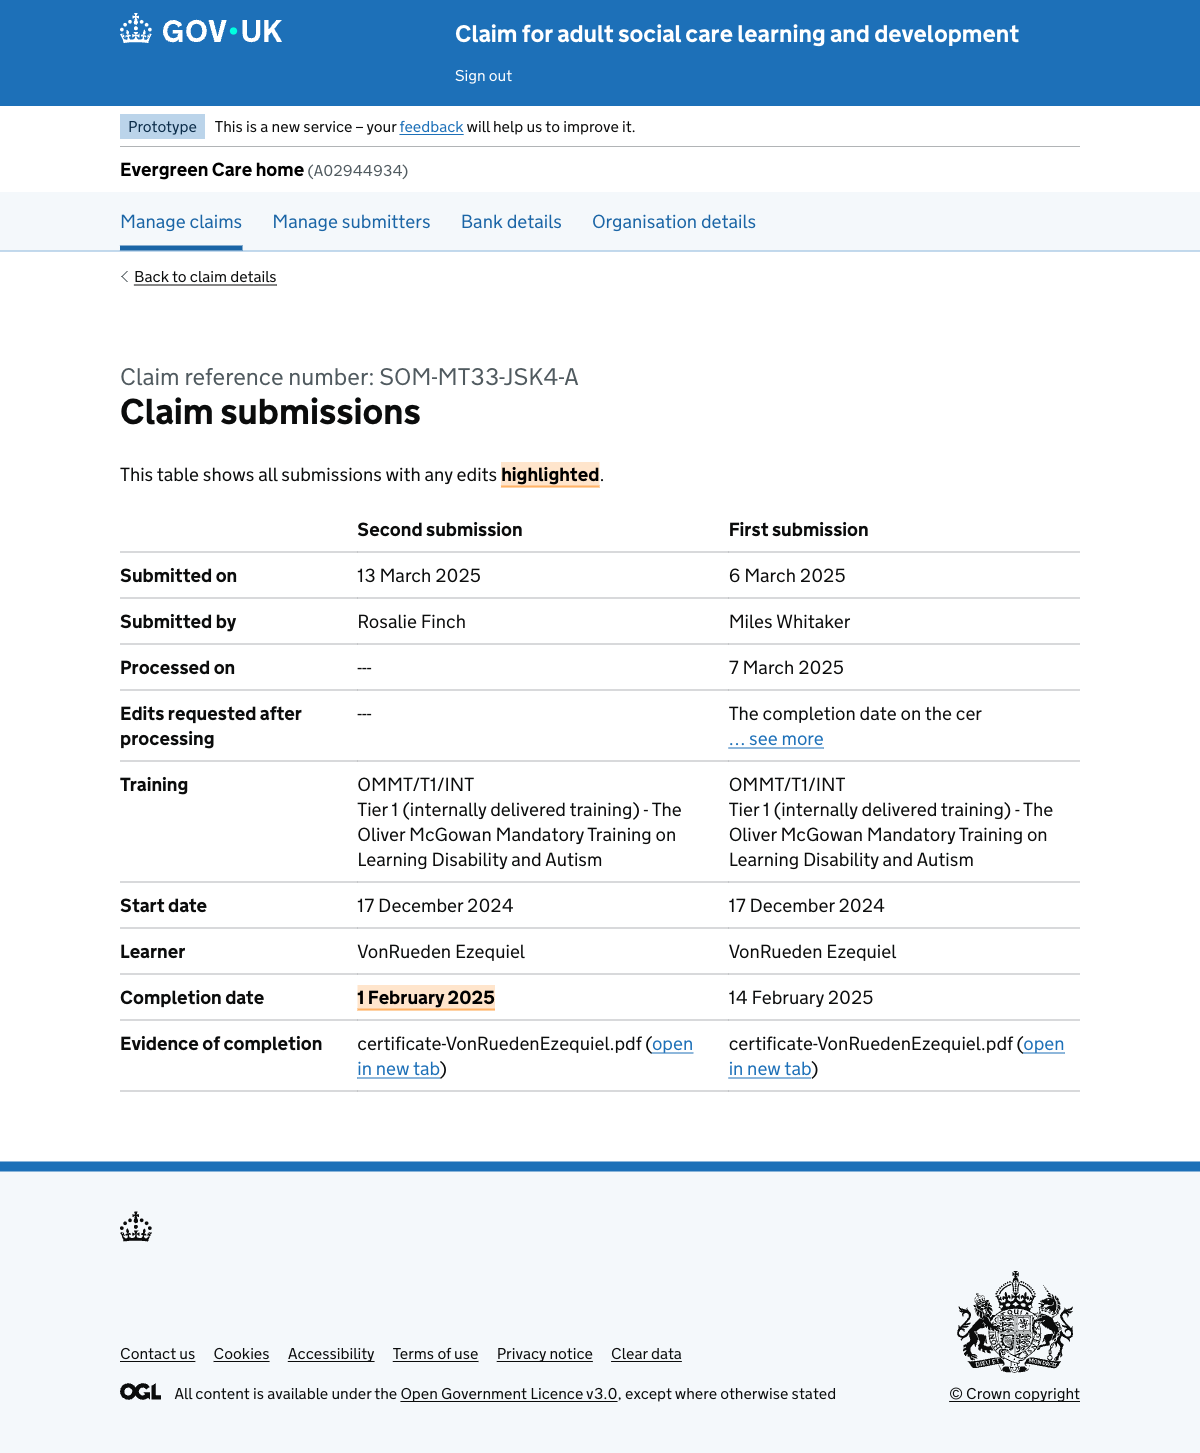 GOV•UK
Claim for adult social care learning and development
Sign out
Prototype This is a new service – your feedback will help us to improve it.
Evergreen Care home (A02944934)
Manage claims Manage submitters Bank details Organisation details
Back to claim details
Claim reference number: SOM-MT33-JSK4-A
Claim submissions
This table shows all submissions with any edits highlighted.
Second submission First submission
Submitted on 13 March 2025 6 March 2025
Submitted by Rosalie Finch Miles Whitaker
Processed on --- 7 March 2025
Edits requested after processing --- The completion date on the cer
… see more
Training OMMT/T1/INT OMMT/T1/INT
Tier 1 (internally delivered training) - The Tier 1 (internally delivered training) - The
Oliver McGowan Mandatory Training on Oliver McGowan Mandatory Training on
Learning Disability and Autism Learning Disability and Autism
Start date 17 December 2024 17 December 2024
Learner VonRueden Ezequiel VonRueden Ezequiel
Completion date 1 February 2025 14 February 2025
Evidence of completion certificate-VonRuedenEzequiel.pdf (open certificate-VonRuedenEzequiel.pdf (open
in new tab) in new tab)
Contact us Cookies Accessibility Terms of use Privacy notice Clear data
OGL All content is available under the Open Government Licence v3.0, except where otherwise stated
© Crown copyright